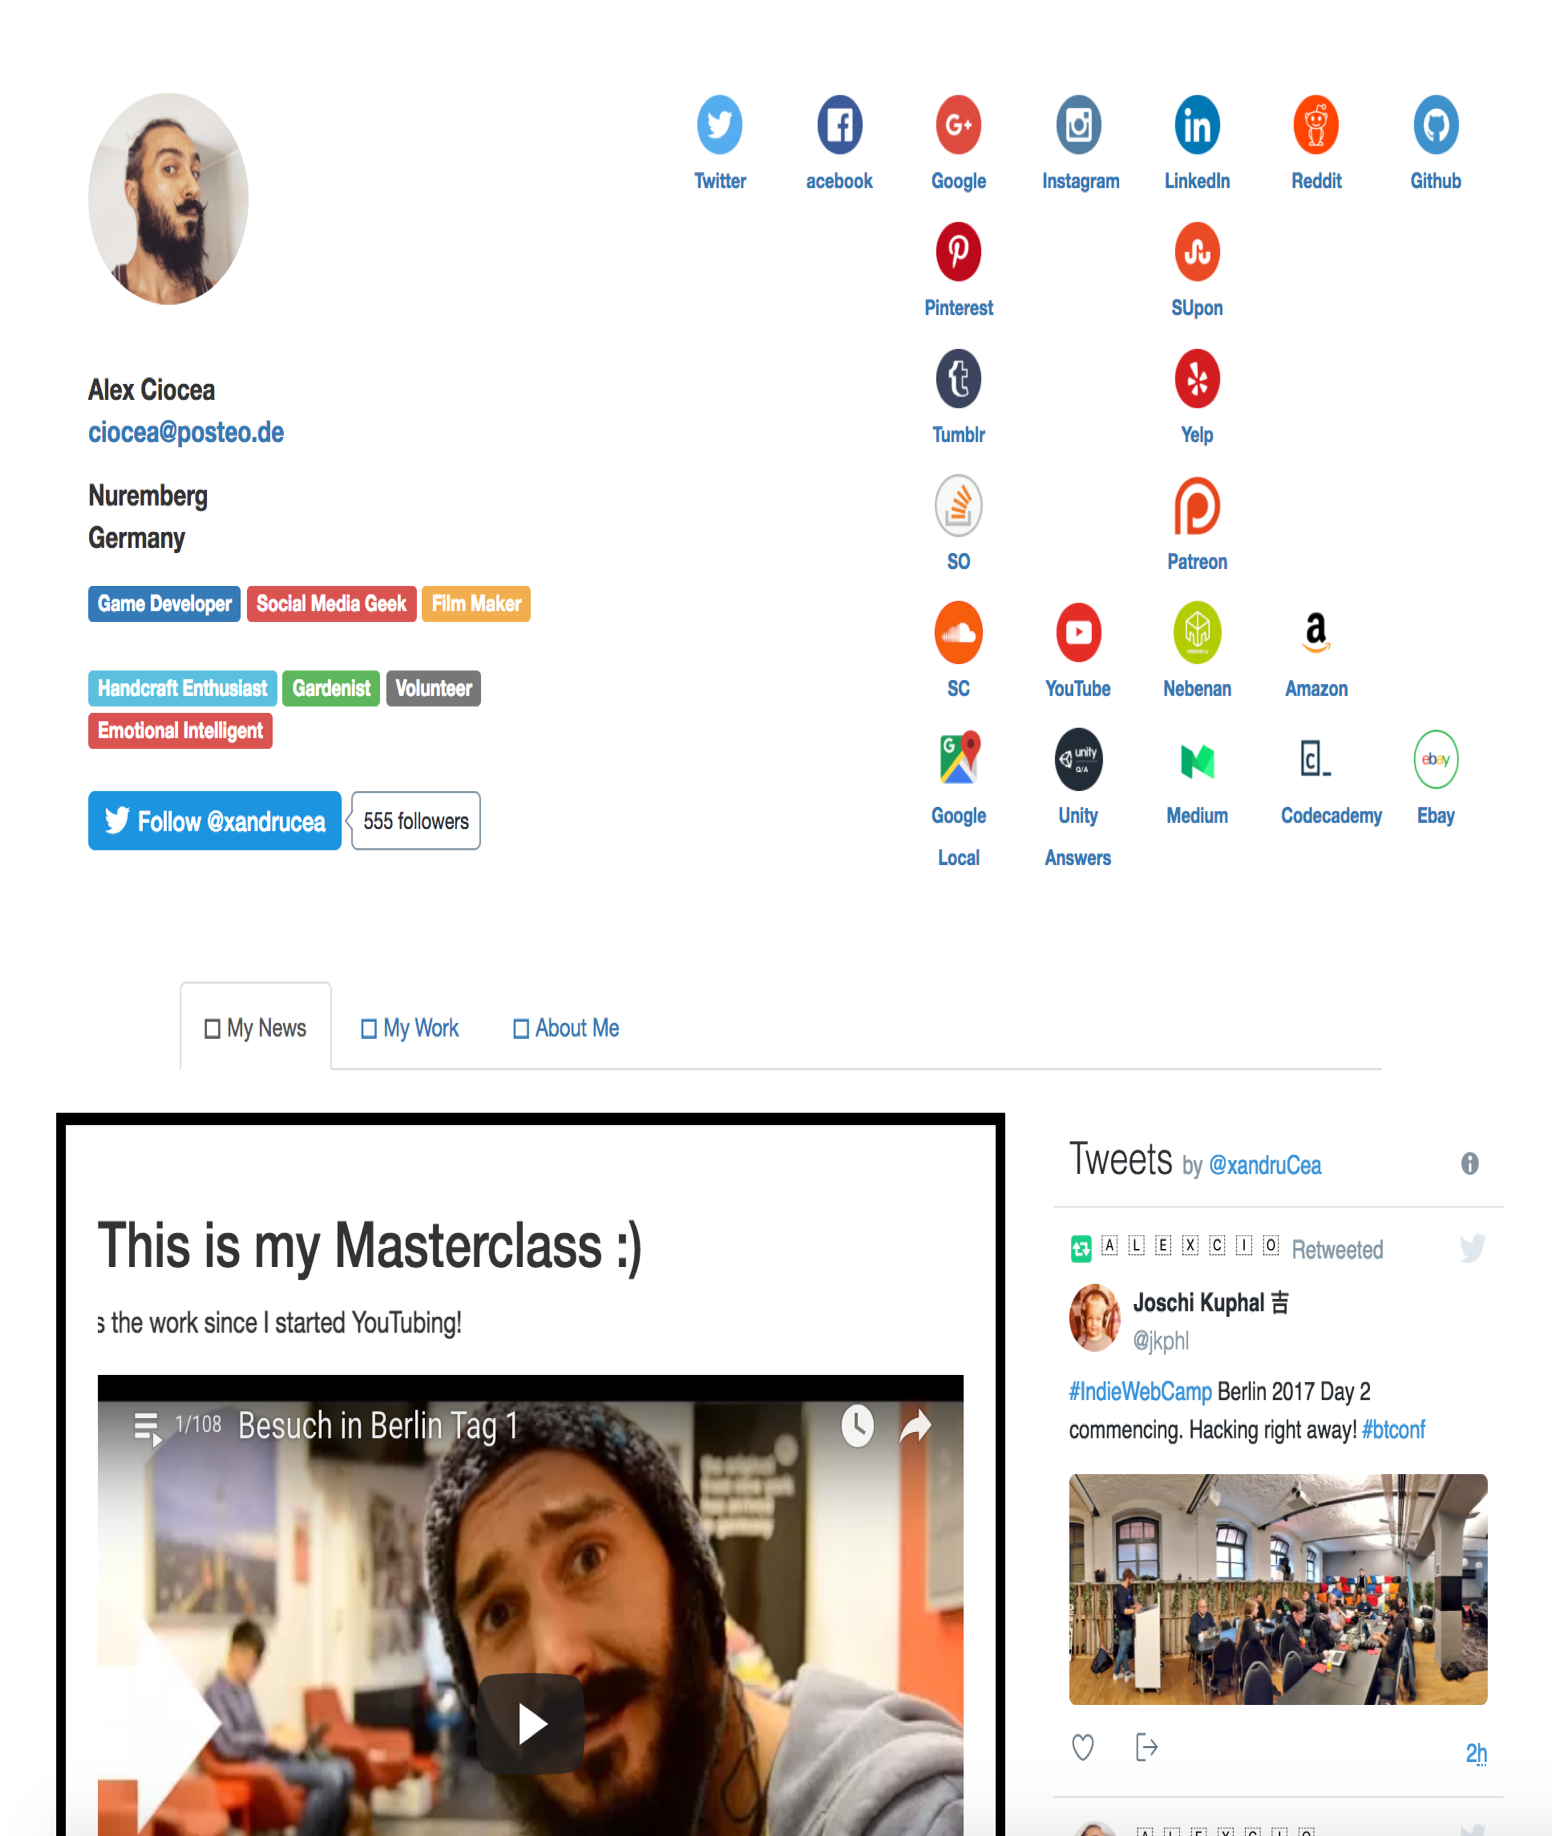 Twitter
acebook
Google
Instagram
LinkedIn
Reddit
Github
Pinterest
SUpon
Tumblr
Yelp
SO
Patreon
SC
YouTube
Nebenan
Amazon
Google
Local
unity
Q/A
Unity
Answers
Medium
Codecademy
ebay
Ebay
Alex Ciocea
ciocea@posteo.de
Nuremberg
Germany
Game Developer Social Media Geek Film Maker
Handcraft Enthusiast Gardenist Volunteer
Emotional Intelligent
Follow @xandrucea 555 followers
My News My Work About Me
This is my Masterclass :)
s the work since I started YouTubing!
1/108 Besuch in Berlin Tag 1
Tweets by @xandruCea
A L E X C I O Retweeted
Joschi Kuphal 吉
@jkphl
#IndieWebCamp Berlin 2017 Day 2
commencing. Hacking right away! #btconf
2h
A L E X C I O